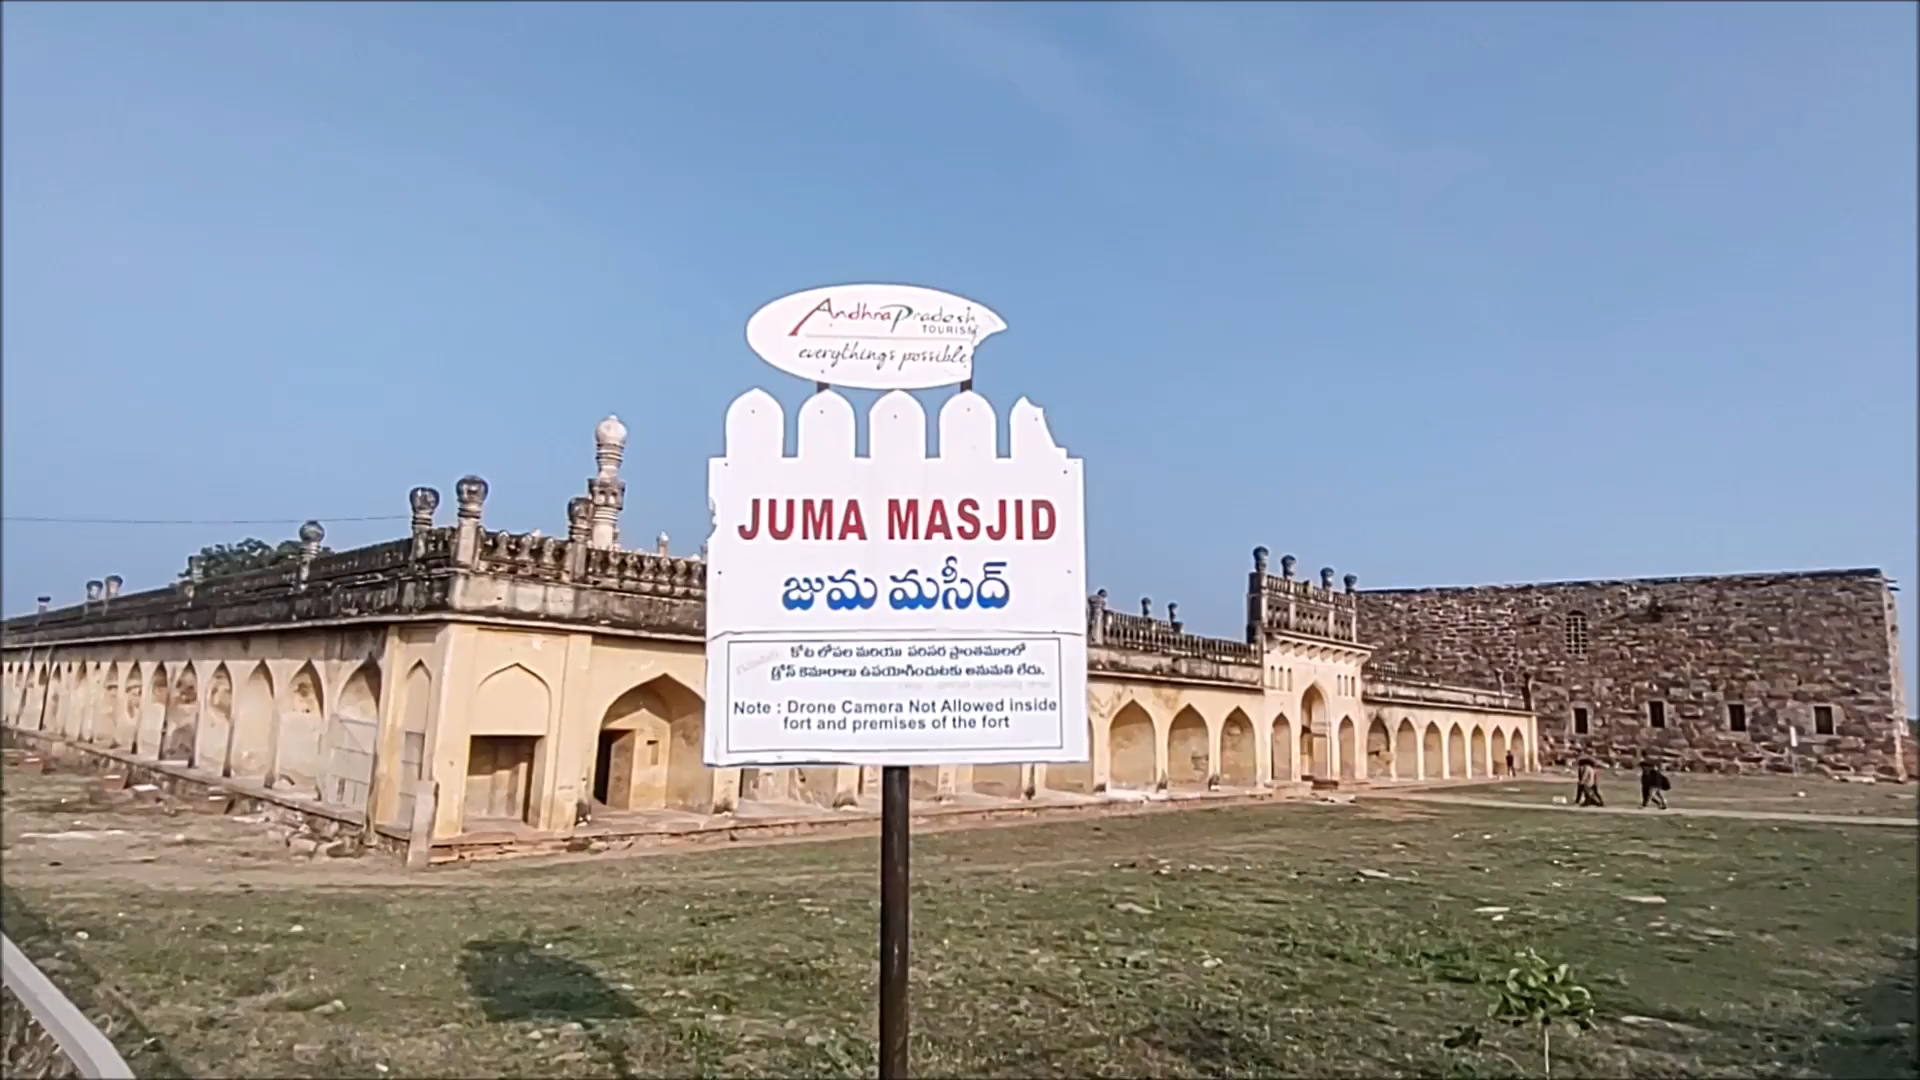 Andhra Pradesh
TOURISM
everything's possible
JUMA MASJID
జుమ మసీద్
కోట లోపల మరియు పరిసర ప్రాంతములలో
డ్రోన్ కెమారాలు ఉపయోగించుటకు అనుమతి లేదు.
Note : Drone Camera Not Allowed inside
fort and premises of the fort